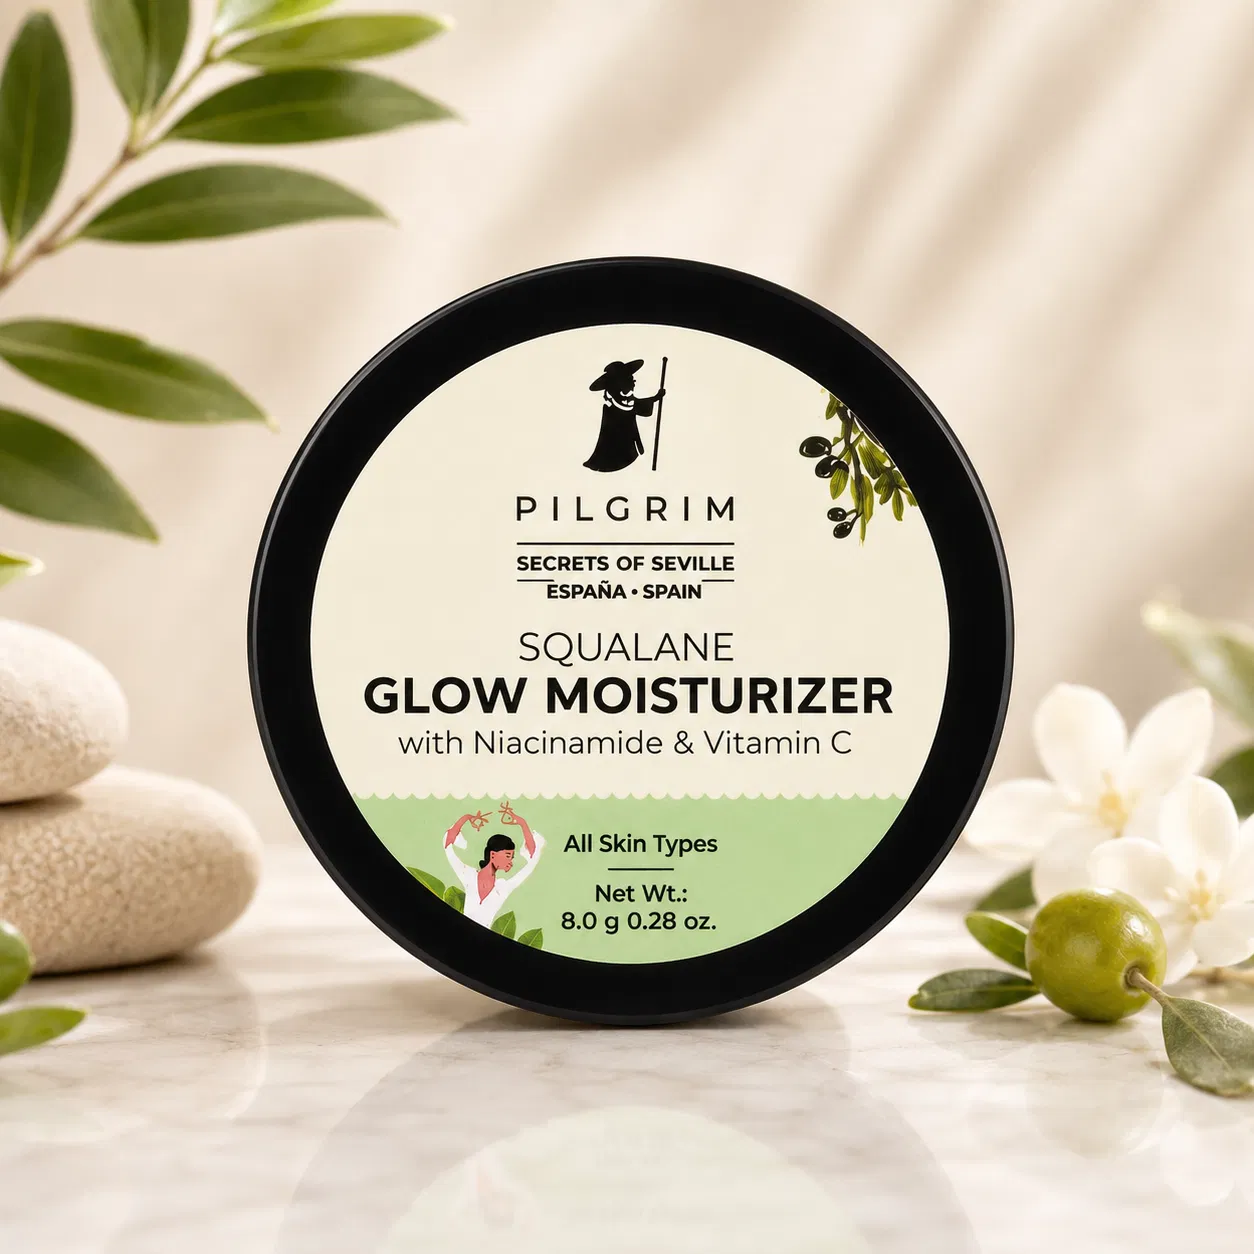 PILGRIM
SECRETS OF SEVILLE
ESPAÑA • SPAIN
SQUALANE
GLOW MOISTURIZER
with Niacinamide & Vitamin C
All Skin Types
Net Wt.:
8.0 g 0.28 oz.